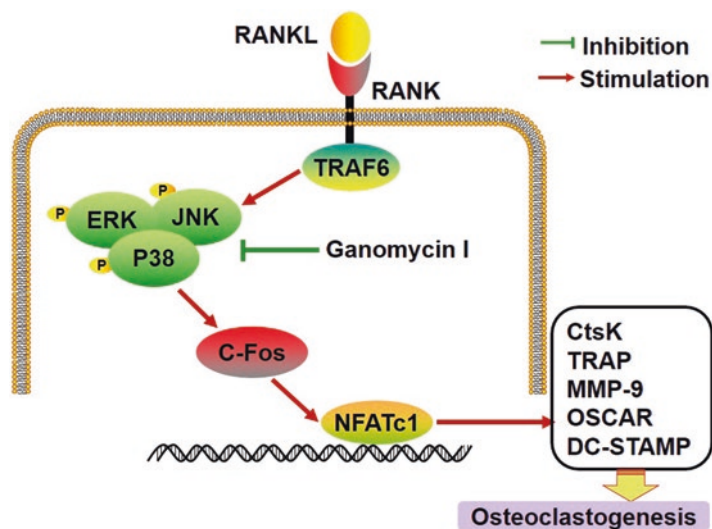 RANKL
Inhibition
RANK
Stimulation
TRAF6
P
ERK
JNK
P
P38
P
Ganomycin I
C-Fos
NFATc1
CtsK
TRAP
MMP-9
OSCAR
DC-STAMP
Osteoclastogenesis